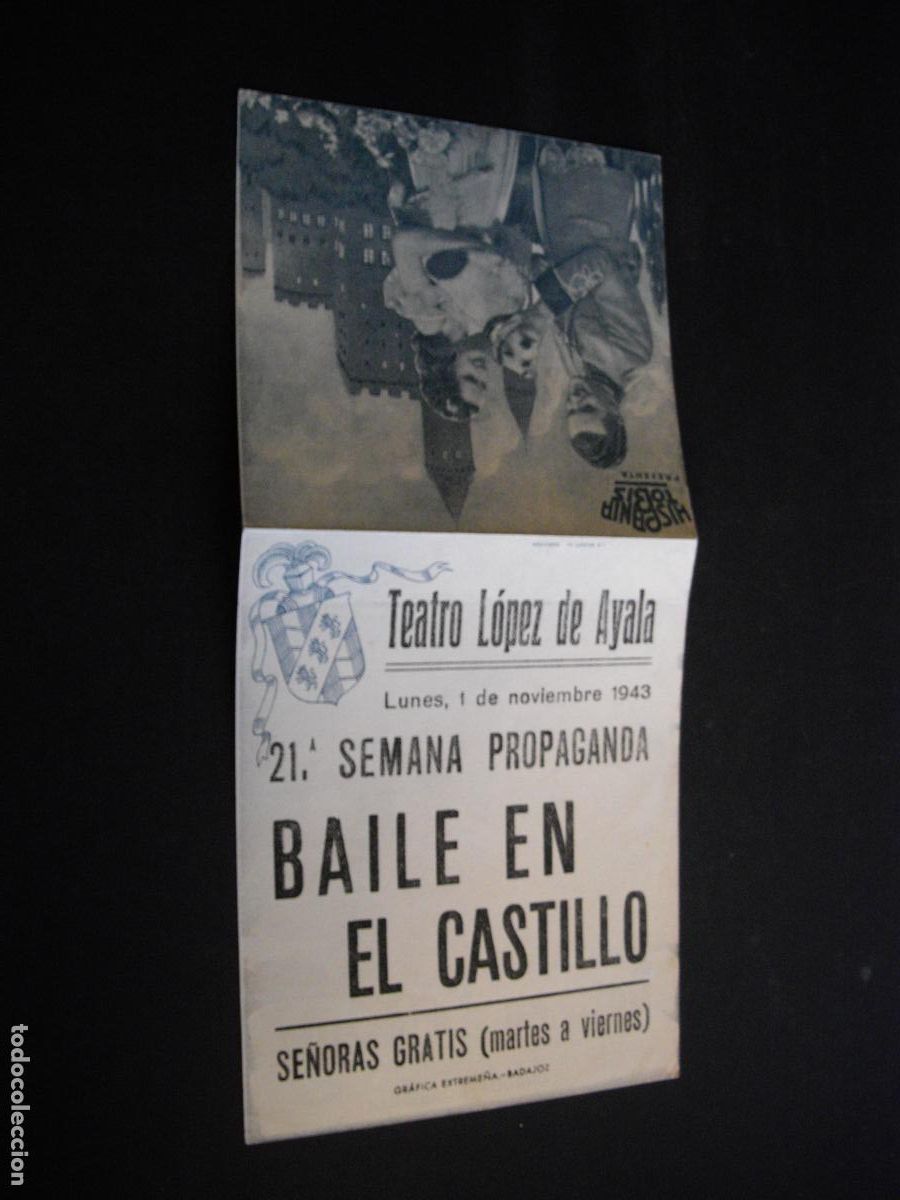 HISPANIA
TOBIS
PRESENTA
Teatro López de Ayala
Lunes, 1 de noviembre 1943
21.ª SEMANA PROPAGANDA
BAILE EN
EL CASTILLO
SEÑORAS GRATIS (martes a viernes)
GRÁFICA EXTREMEÑA.-BADAJOZ
todocoleccion
todocoleccion